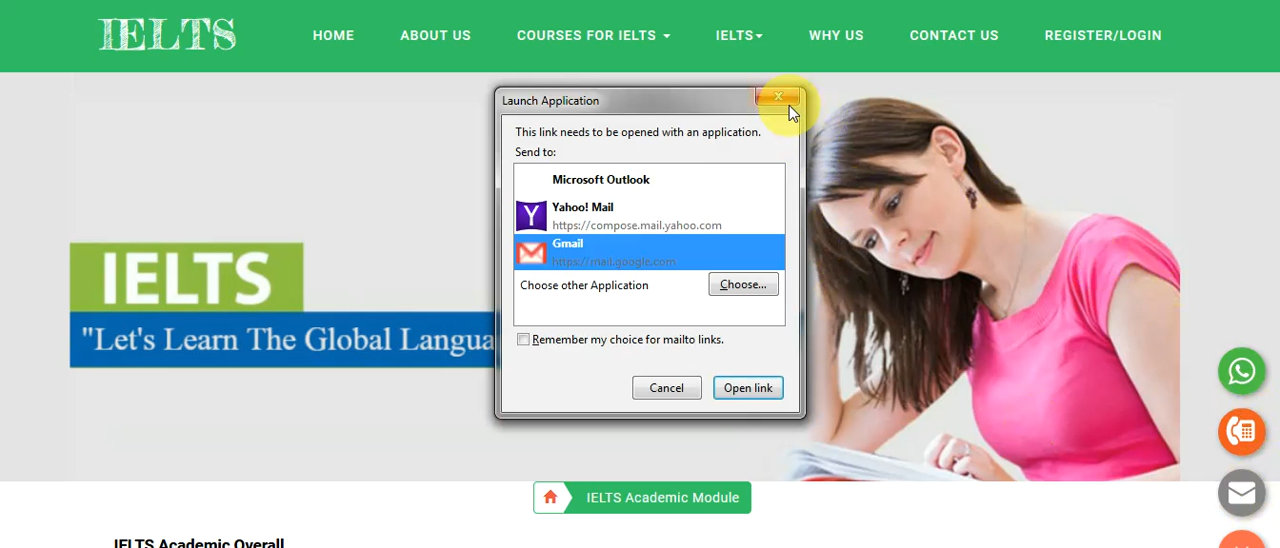 IELTS
HOME
ABOUT US
COURSES FOR IELTS
IELTS
WHY US
CONTACT US
REGISTER/LOGIN
Launch Application
This link needs to be opened with an application.
Send to:
Microsoft Outlook
Yahoo! Mail
https://compose.mail.yahoo.com
Gmail
https://mail.google.com
Choose other Application
Choose...
Remember my choice for mailto links.
Cancel
Open link
IELTS
"Let's Learn The Global Langua
IELTS Academic Module
IELTS Academic Overall